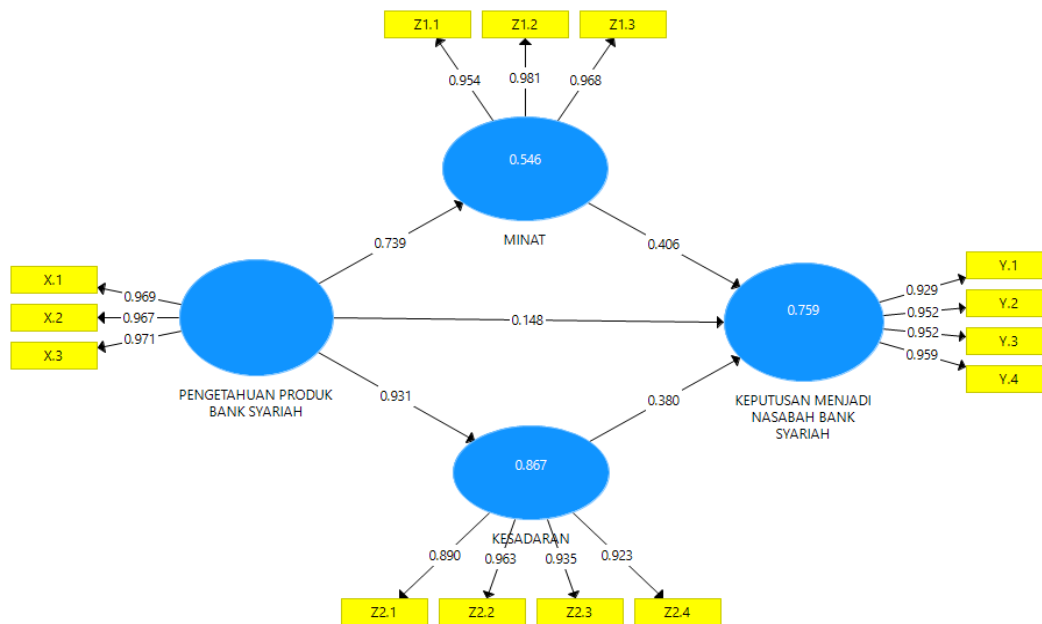 Z1.1
Z1.2
Z1.3
0.954
0.981
0.968
0.546
MINAT
0.739
0.406
X.1
X.2
X.3
0.969
0.967
0.971
PENGETAHUAN PRODUK
BANK SYARIAH
0.148
0.759
KEPUTUSAN MENJADI
NASABAH BANK
SYARIAH
0.929
0.952
0.952
0.959
Y.1
Y.2
Y.3
Y.4
0.931
0.380
0.867
KESADARAN
0.890
0.963
0.935
0.923
Z2.1
Z2.2
Z2.3
Z2.4